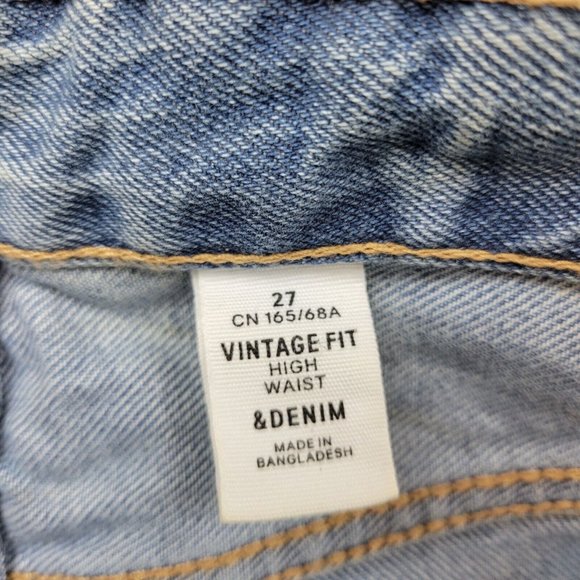 27
CN 165/68A
VINTAGE FIT
HIGH
WAIST
&DENIM
MADE IN
BANGLADESH